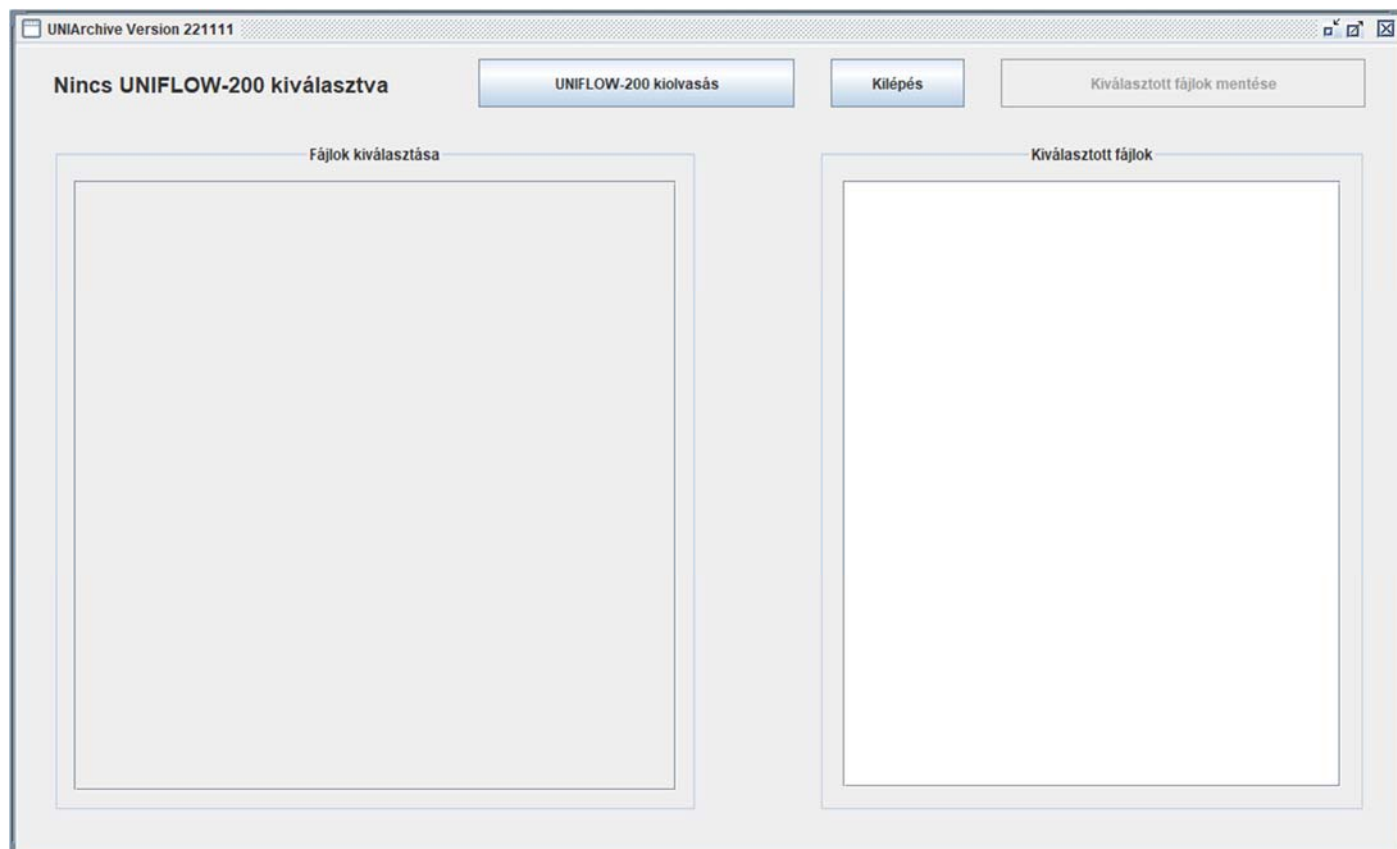 UNIArchive Version 221111
Nincs UNIFLOW-200 kiválasztva
UNIFLOW-200 kiolvasás
Kilépés
Kiválasztott fájlok mentése
Fájlok kiválasztása
Kiválasztott fájlok